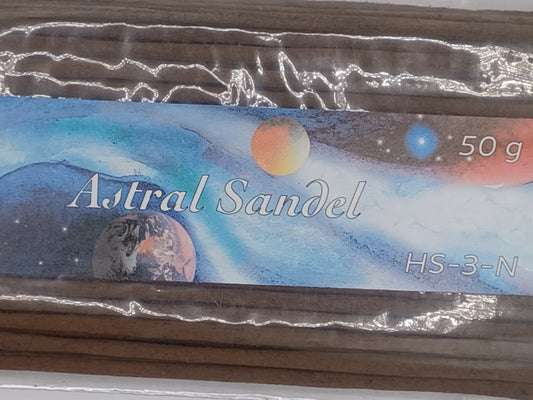 50 g
Astral Sandel
HS-3-N